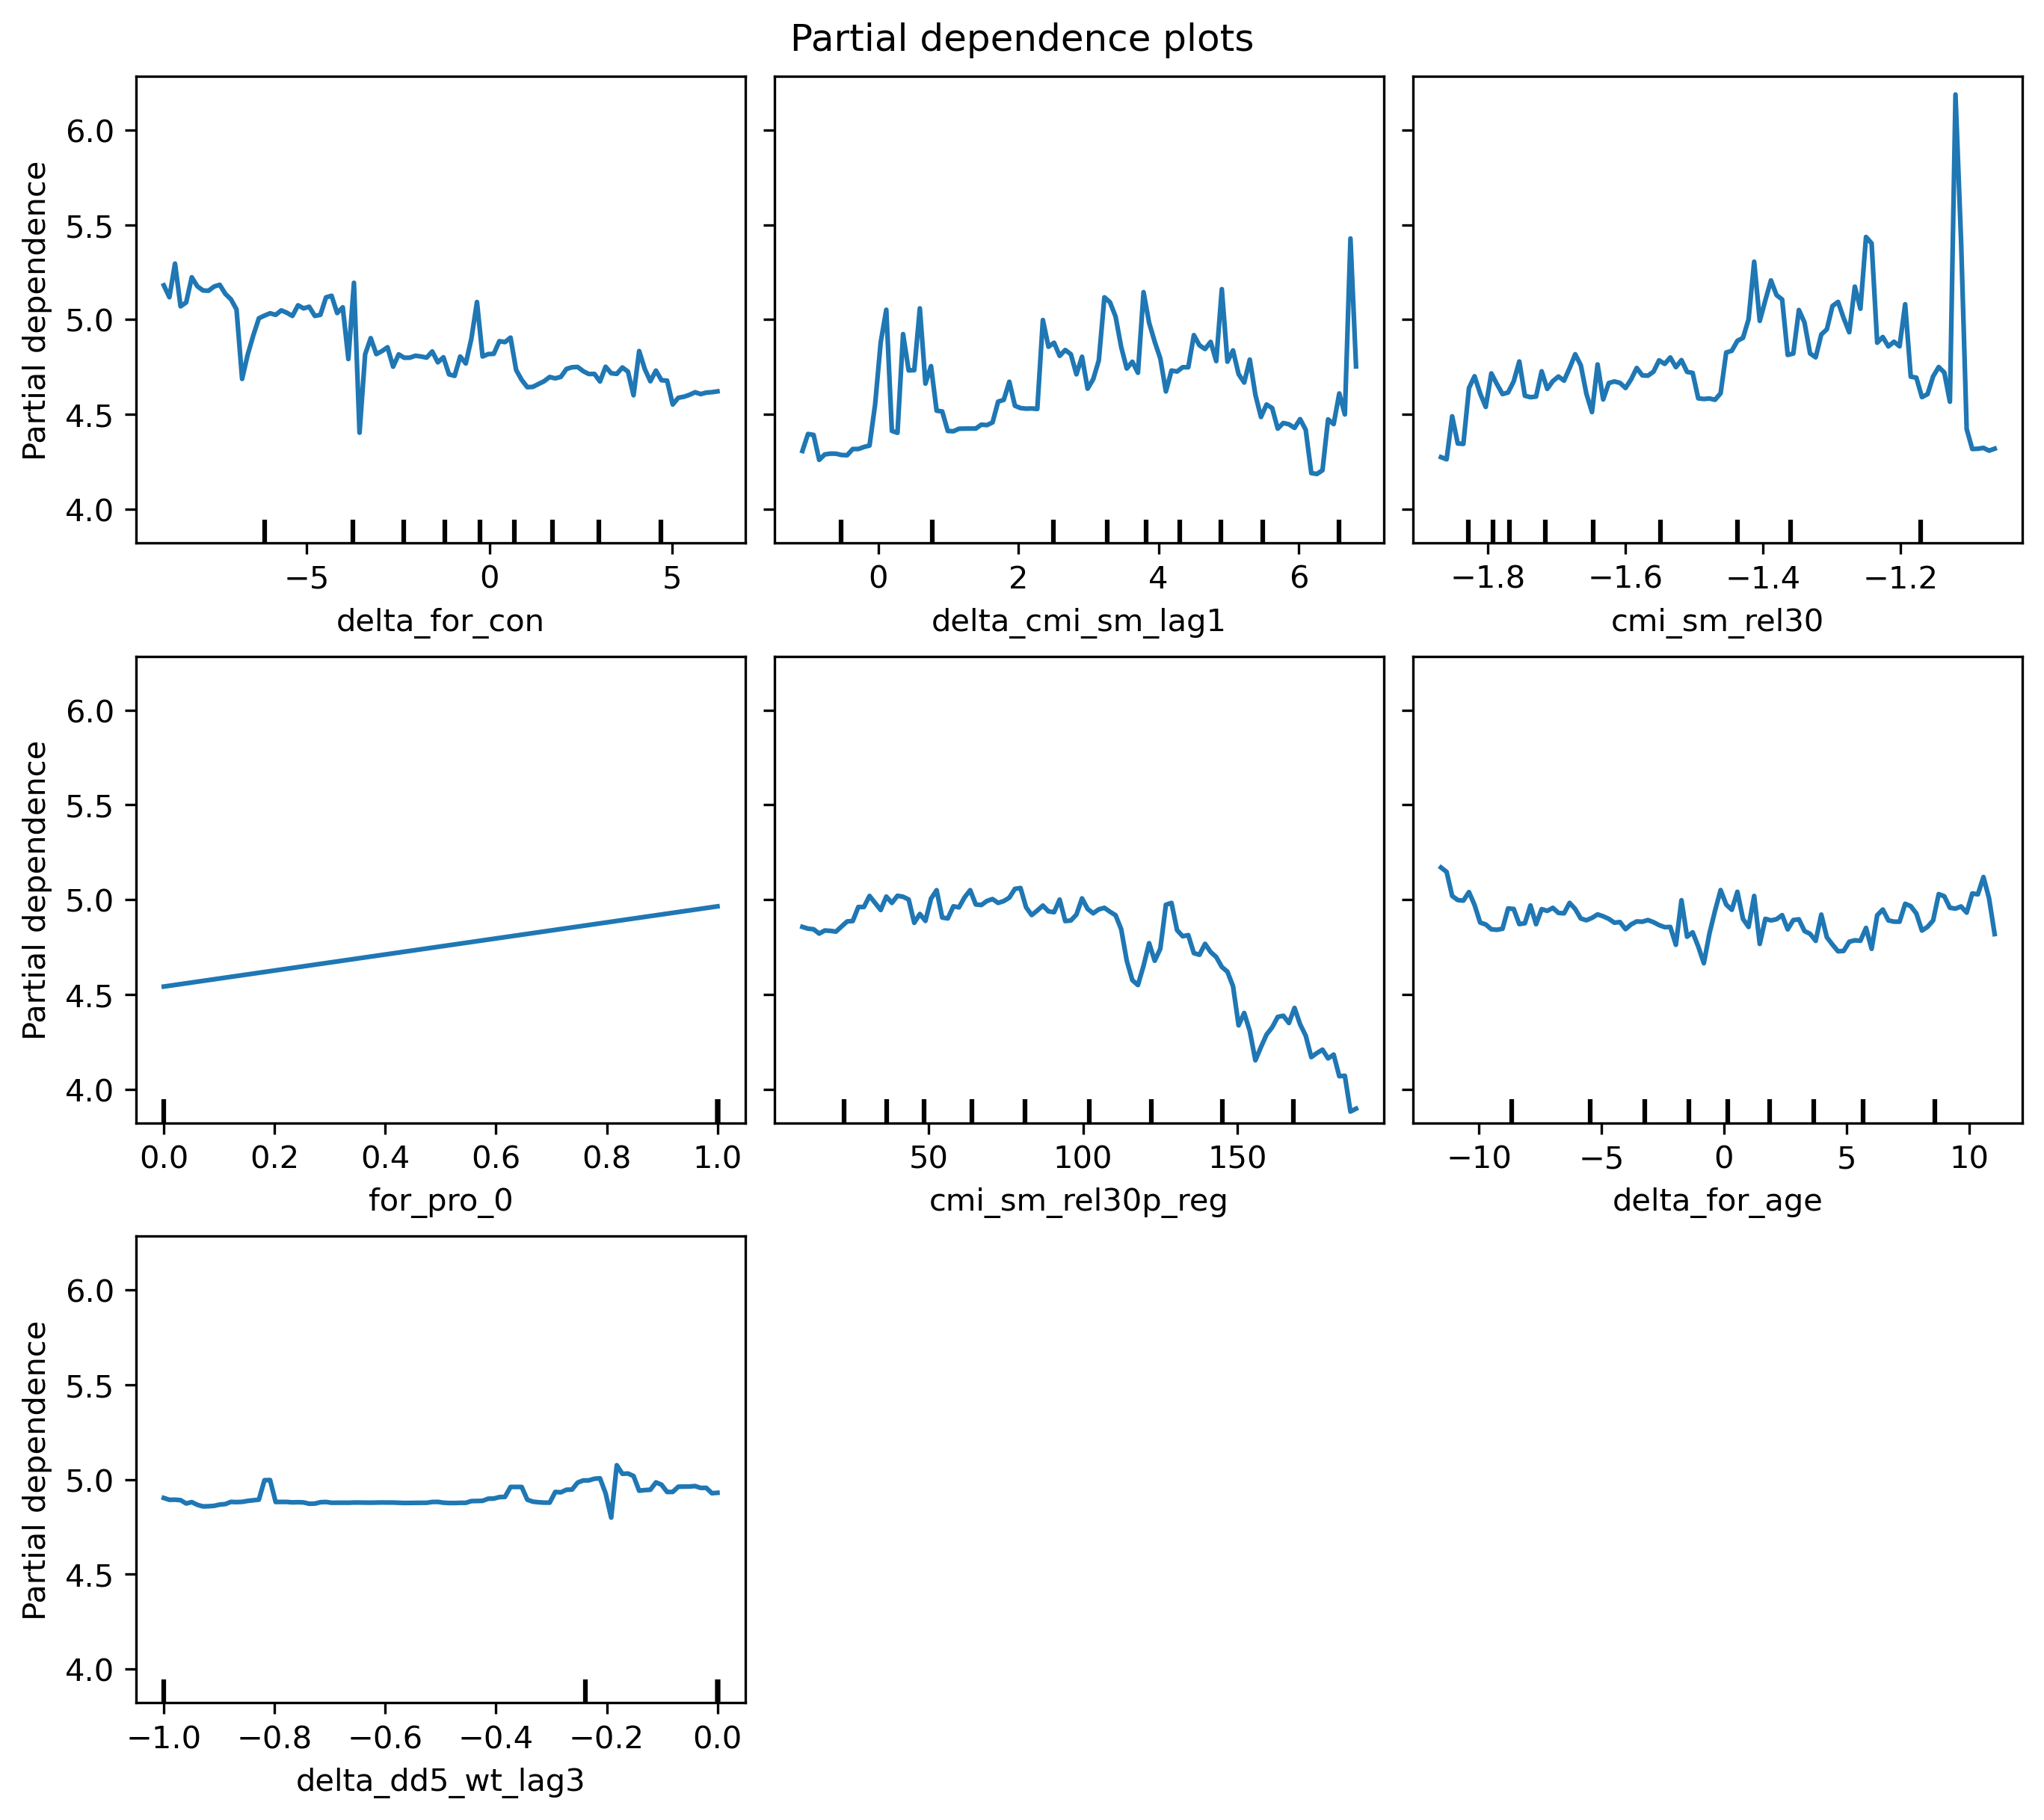 Partial dependence plots
Partial dependence
6.0
5.5
5.0
4.5
4.0
−5 0 5
delta_for_con
0 2 4 6
delta_cmi_sm_lag1
−1.8 −1.6 −1.4 −1.2
cmi_sm_rel30
Partial dependence
6.0
5.5
5.0
4.5
4.0
0.0 0.2 0.4 0.6 0.8 1.0
for_pro_0
50 100 150
cmi_sm_rel30p_reg
−10 −5 0 5 10
delta_for_age
Partial dependence
6.0
5.5
5.0
4.5
4.0
−1.0 −0.8 −0.6 −0.4 −0.2 0.0
delta_dd5_wt_lag3